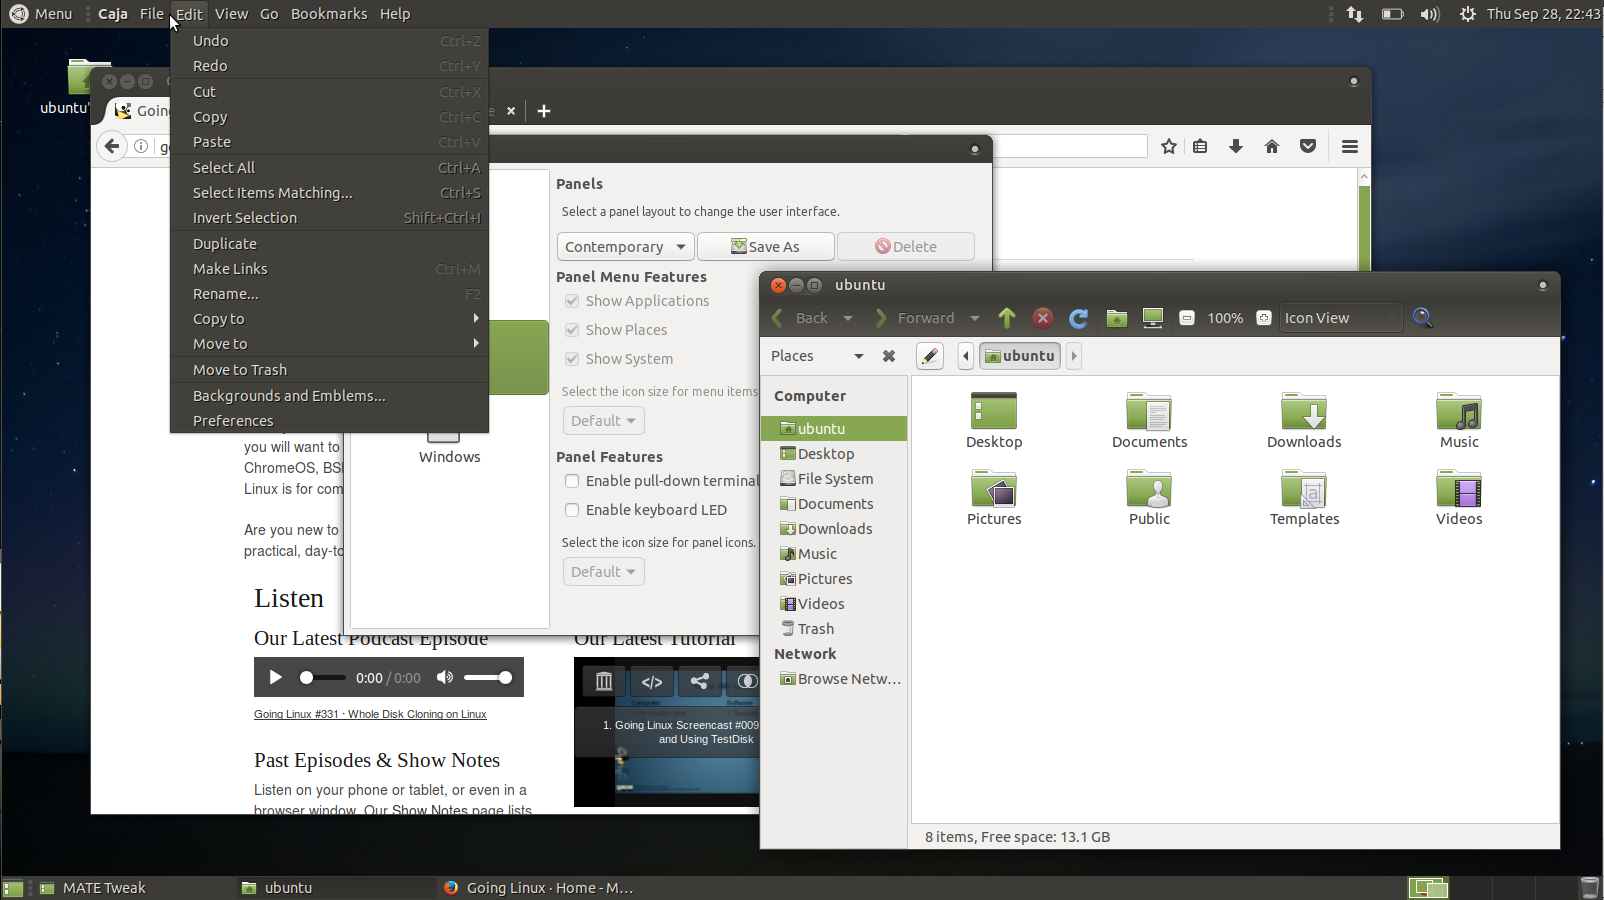 Menu Caja File Edit View Go Bookmarks Help Thu Sep 28, 22:43
Undo Ctrl+Z
Redo Ctrl+Y
Cut Ctrl+X
Copy Ctrl+C
Paste Ctrl+V
Select All Ctrl+A
Select Items Matching... Ctrl+S
Invert Selection Shift+Ctrl+I
Duplicate
Make Links Ctrl+M
Rename... F2
Copy to
Move to
Move to Trash
Backgrounds and Emblems...
Preferences
Going
Panels
Select a panel layout to change the user interface.
Contemporary Save As Delete
Panel Menu Features
Show Applications
Show Places
Show System
Select the icon size for menu items
Default
Panel Features
Enable pull-down terminal
Enable keyboard LED
Select the icon size for panel icons.
Default
Windows
you will want to
ChromeOS, BS
Linux is for com
Are you new to
practical, day-to
Listen
Our Latest Podcast Episode
0:00 / 0:00
Going Linux #331 · Whole Disk Cloning on Linux
Past Episodes & Show Notes
Listen on your phone or tablet, or even in a
browser window. Our Show Notes page lists
Our Latest Tutorial
1. Going Linux Screencast #009
and Using TestDisk
ubuntu
Back Forward 100% Icon View
Places ubuntu
Computer
ubuntu
Desktop
File System
Documents
Downloads
Music
Pictures
Videos
Trash
Network
Browse Netw...
Desktop Documents Downloads Music
Pictures Public Templates Videos
8 items, Free space: 13.1 GB
MATE Tweak ubuntu Going Linux · Home - M...